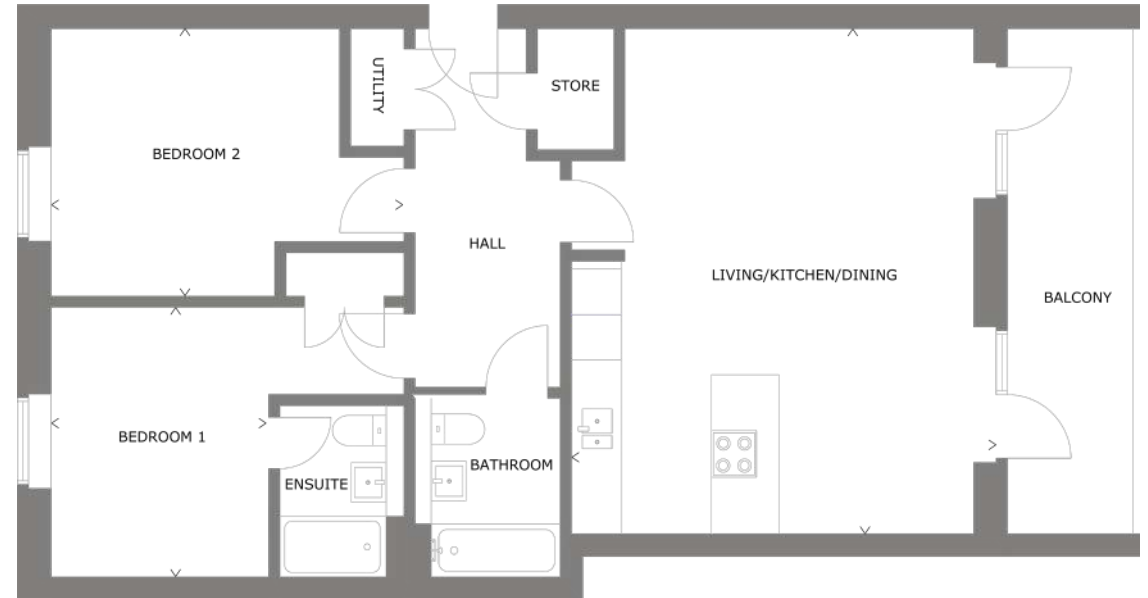 UTILITY
STORE
BEDROOM 2
HALL
LIVING/KITCHEN/DINING
BALCONY
BEDROOM 1
BATHROOM
ENSUITE